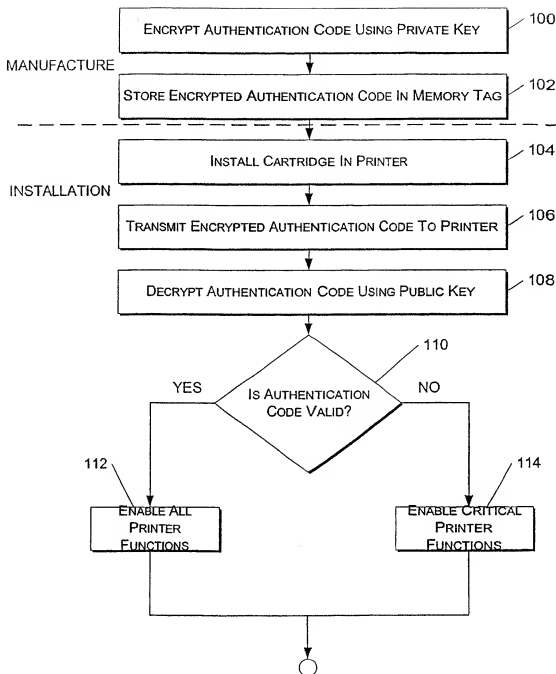 ENCRYPT AUTHENTICATION CODE USING PRIVATE KEY
100
MANUFACTURE
STORE ENCRYPTED AUTHENTICATION CODE IN MEMORY TAG
102
INSTALL CARTRIDGE IN PRINTER
104
INSTALLATION
TRANSMIT ENCRYPTED AUTHENTICATION CODE TO PRINTER
106
DECRYPT AUTHENTICATION CODE USING PUBLIC KEY
108
110
YES
IS AUTHENTICATION
CODE VALID?
NO
112
ENABLE ALL
PRINTER
FUNCTIONS
114
ENABLE CRITICAL
PRINTER
FUNCTIONS